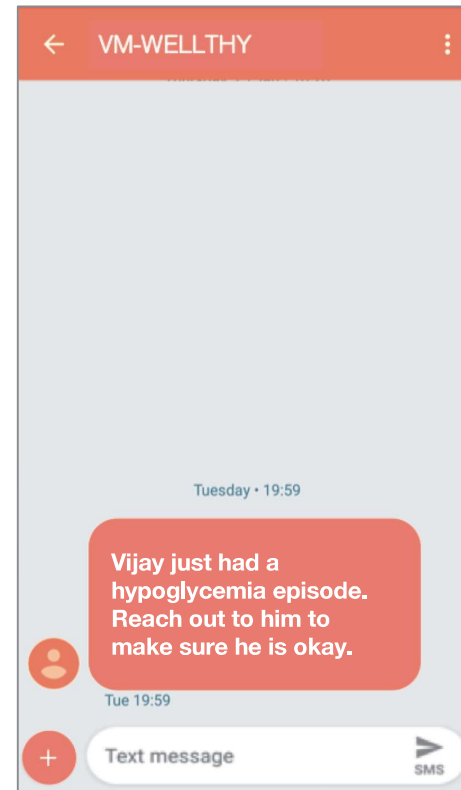 VM-WELLTHY
Tuesday • 19:59
Vijay just had a
hypoglycemia episode.
Reach out to him to
make sure he is okay.
Tue 19:59
Text message
SMS